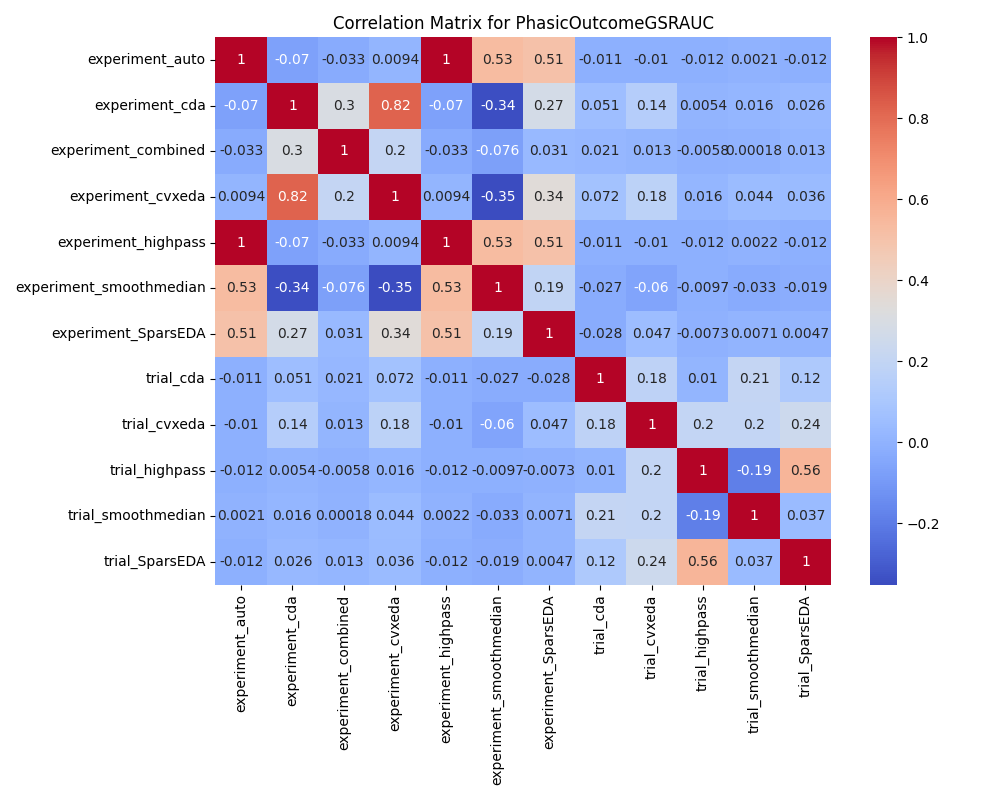 Correlation Matrix for PhasicOutcomeGSRAUC
experiment_auto 1 -0.07 -0.033 0.0094 1 0.53 0.51 -0.011 -0.01 -0.012 0.0021 -0.012
experiment_cda -0.07 1 0.3 0.82 -0.07 -0.34 0.27 0.051 0.14 0.0054 0.016 0.026
experiment_combined -0.033 0.3 1 0.2 -0.033 -0.076 0.031 0.021 0.013 -0.0058 0.00018 0.013
experiment_cvxeda 0.0094 0.82 0.2 1 0.0094 -0.35 0.34 0.072 0.18 0.016 0.044 0.036
experiment_highpass 1 -0.07 -0.033 0.0094 1 0.53 0.51 -0.011 -0.01 -0.012 0.0022 -0.012
experiment_smoothmedian 0.53 -0.34 -0.076 -0.35 0.53 1 0.19 -0.027 -0.06 -0.0097 -0.033 -0.019
experiment_SparsEDA 0.51 0.27 0.031 0.34 0.51 0.19 1 -0.028 0.047 -0.0073 0.0071 0.0047
trial_cda -0.011 0.051 0.021 0.072 -0.011 -0.027 -0.028 1 0.18 0.01 0.21 0.12
trial_cvxeda -0.01 0.14 0.013 0.18 -0.01 -0.06 0.047 0.18 1 0.2 0.2 0.24
trial_highpass -0.012 0.0054 -0.0058 0.016 -0.012 -0.0097 -0.0073 0.01 0.2 1 -0.19 0.56
trial_smoothmedian 0.0021 0.016 0.00018 0.044 0.0022 -0.033 0.0071 0.21 0.2 -0.19 1 0.037
trial_SparsEDA -0.012 0.026 0.013 0.036 -0.012 -0.019 0.0047 0.12 0.24 0.56 0.037 1
experiment_auto
experiment_cda
experiment_combined
experiment_cvxeda
experiment_highpass
experiment_smoothmedian
experiment_SparsEDA
trial_cda
trial_cvxeda
trial_highpass
trial_smoothmedian
trial_SparsEDA
1.0
0.8
0.6
0.4
0.2
0.0
−0.2